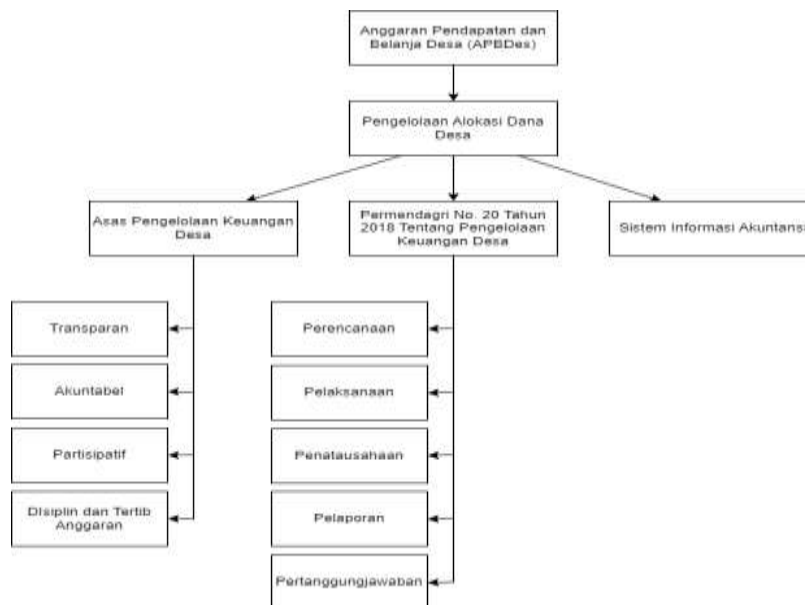 Anggaran Pendapatan dan
Belanja Desa (APBDes)
Pengelolaan Alokasi Dana
Desa
Asas Pengelolaan Keuangan
Desa
Permendagri No. 20 Tahun
2018 Tentang Pengelolaan
Keuangan Desa
Sistem Informasi Akuntansi
Transparan
Akuntabel
Partisipatif
Disiplin dan Tertib
Anggaran
Perencanaan
Pelaksanaan
Penatausahaan
Pelaporan
Pertanggungjawaban